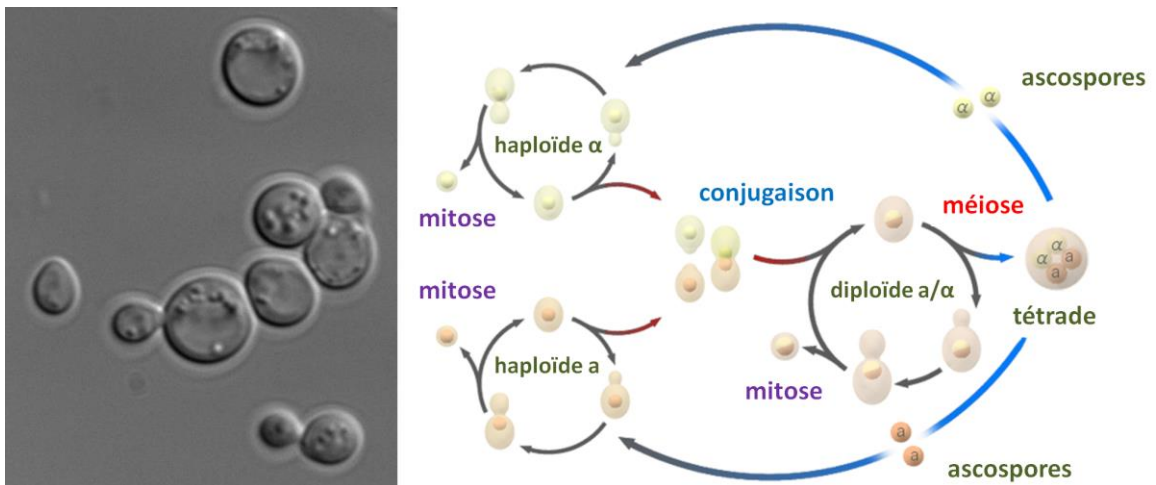 ascospores
α α
haploïde α
mitose
conjugaison
méiose
α
α a
a
mitose
diploïde a/α
tétrade
haploïde a
mitose
a
a
ascospores